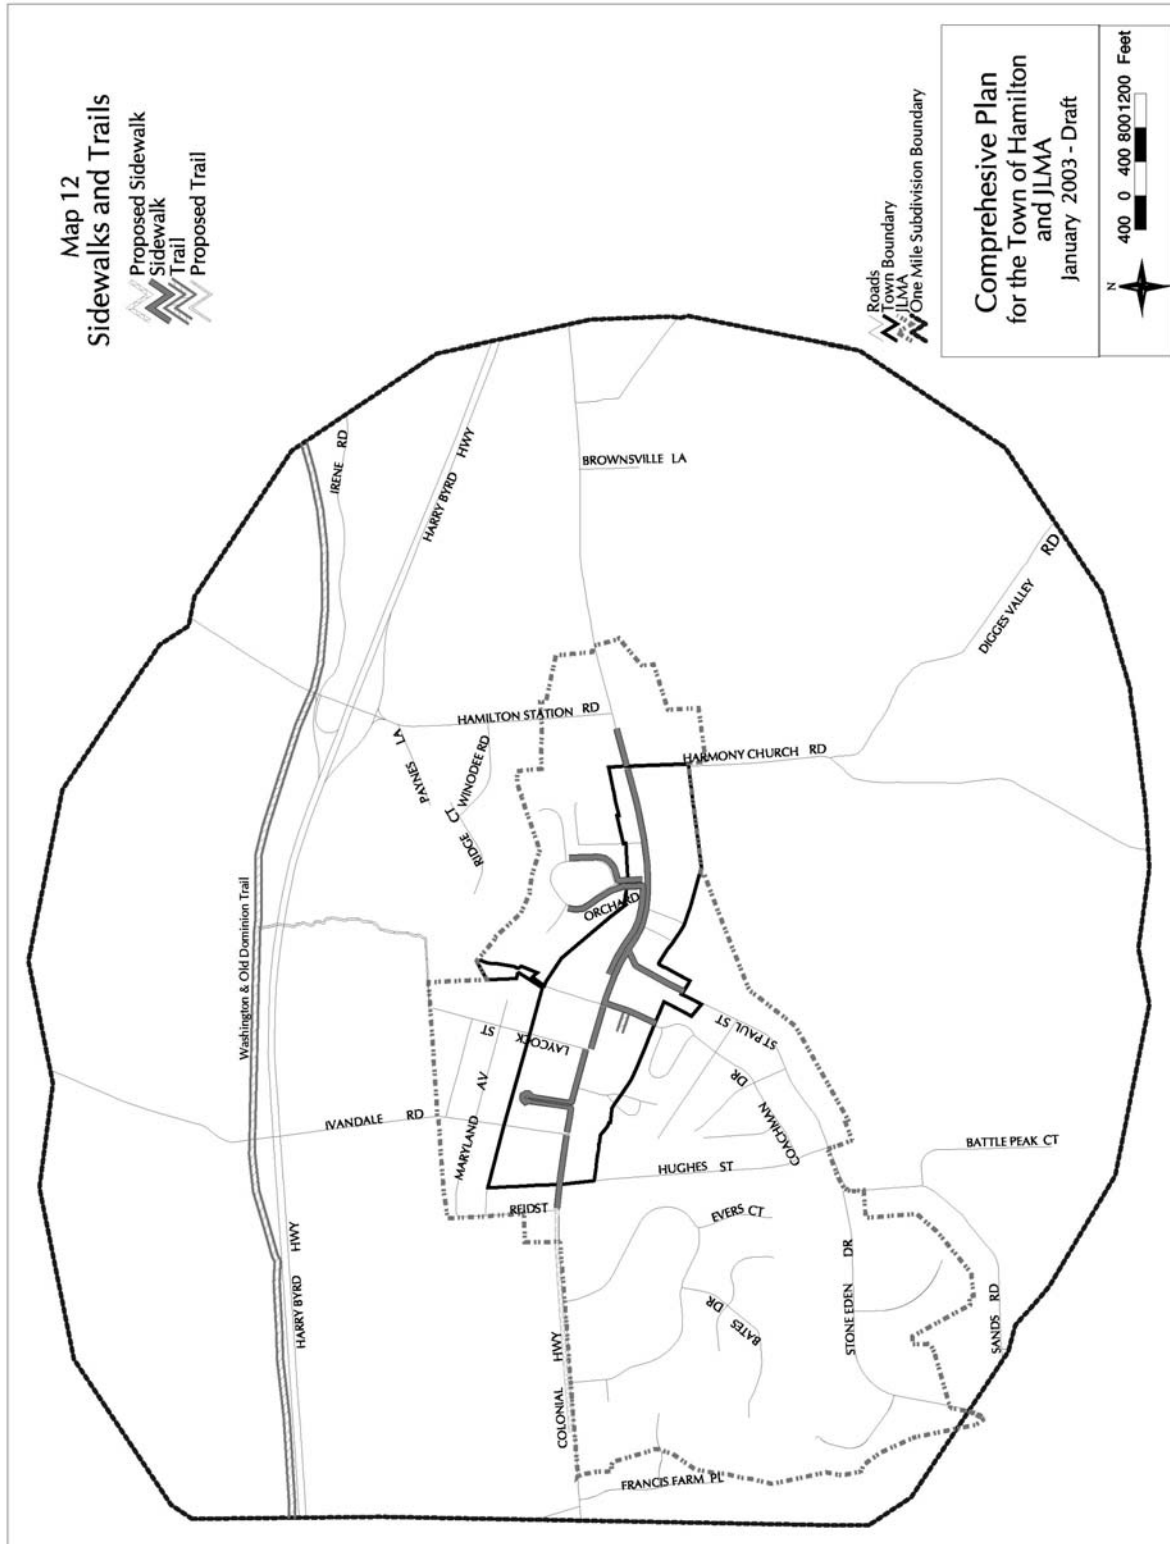 Map 12
Sidewalks and Trails
Proposed Sidewalk
Sidewalk
Trail
Proposed Trail
Washington & Old Dominion Trail
IRENE RD
HARRY BYRD HWY
BROWNSVILLE LA
HAMILTON STATION RD
PAYNES LA
WINODEE RD
RIDGE CT
HARMONY CHURCH RD
DIGGES VALLEY RD
ORCHARD
LAYCOCK ST
ST PAUL ST
IVANDALE RD
MARYLAND AV
COACHMAN DR
HUGHES ST
BATTLE PEAK CT
REIDST
EVERS CT
HARRY BYRD HWY
COLONIAL HWY
BATES DR
STONE EDEN DR
SANDS RD
FRANCIS FARM PL
Roads
Town Boundary
JLMA
One Mile Subdivision Boundary
Comprehesive Plan
for the Town of Hamilton
and JLMA
January 2003 - Draft
N
400 0 400 800 1200 Feet